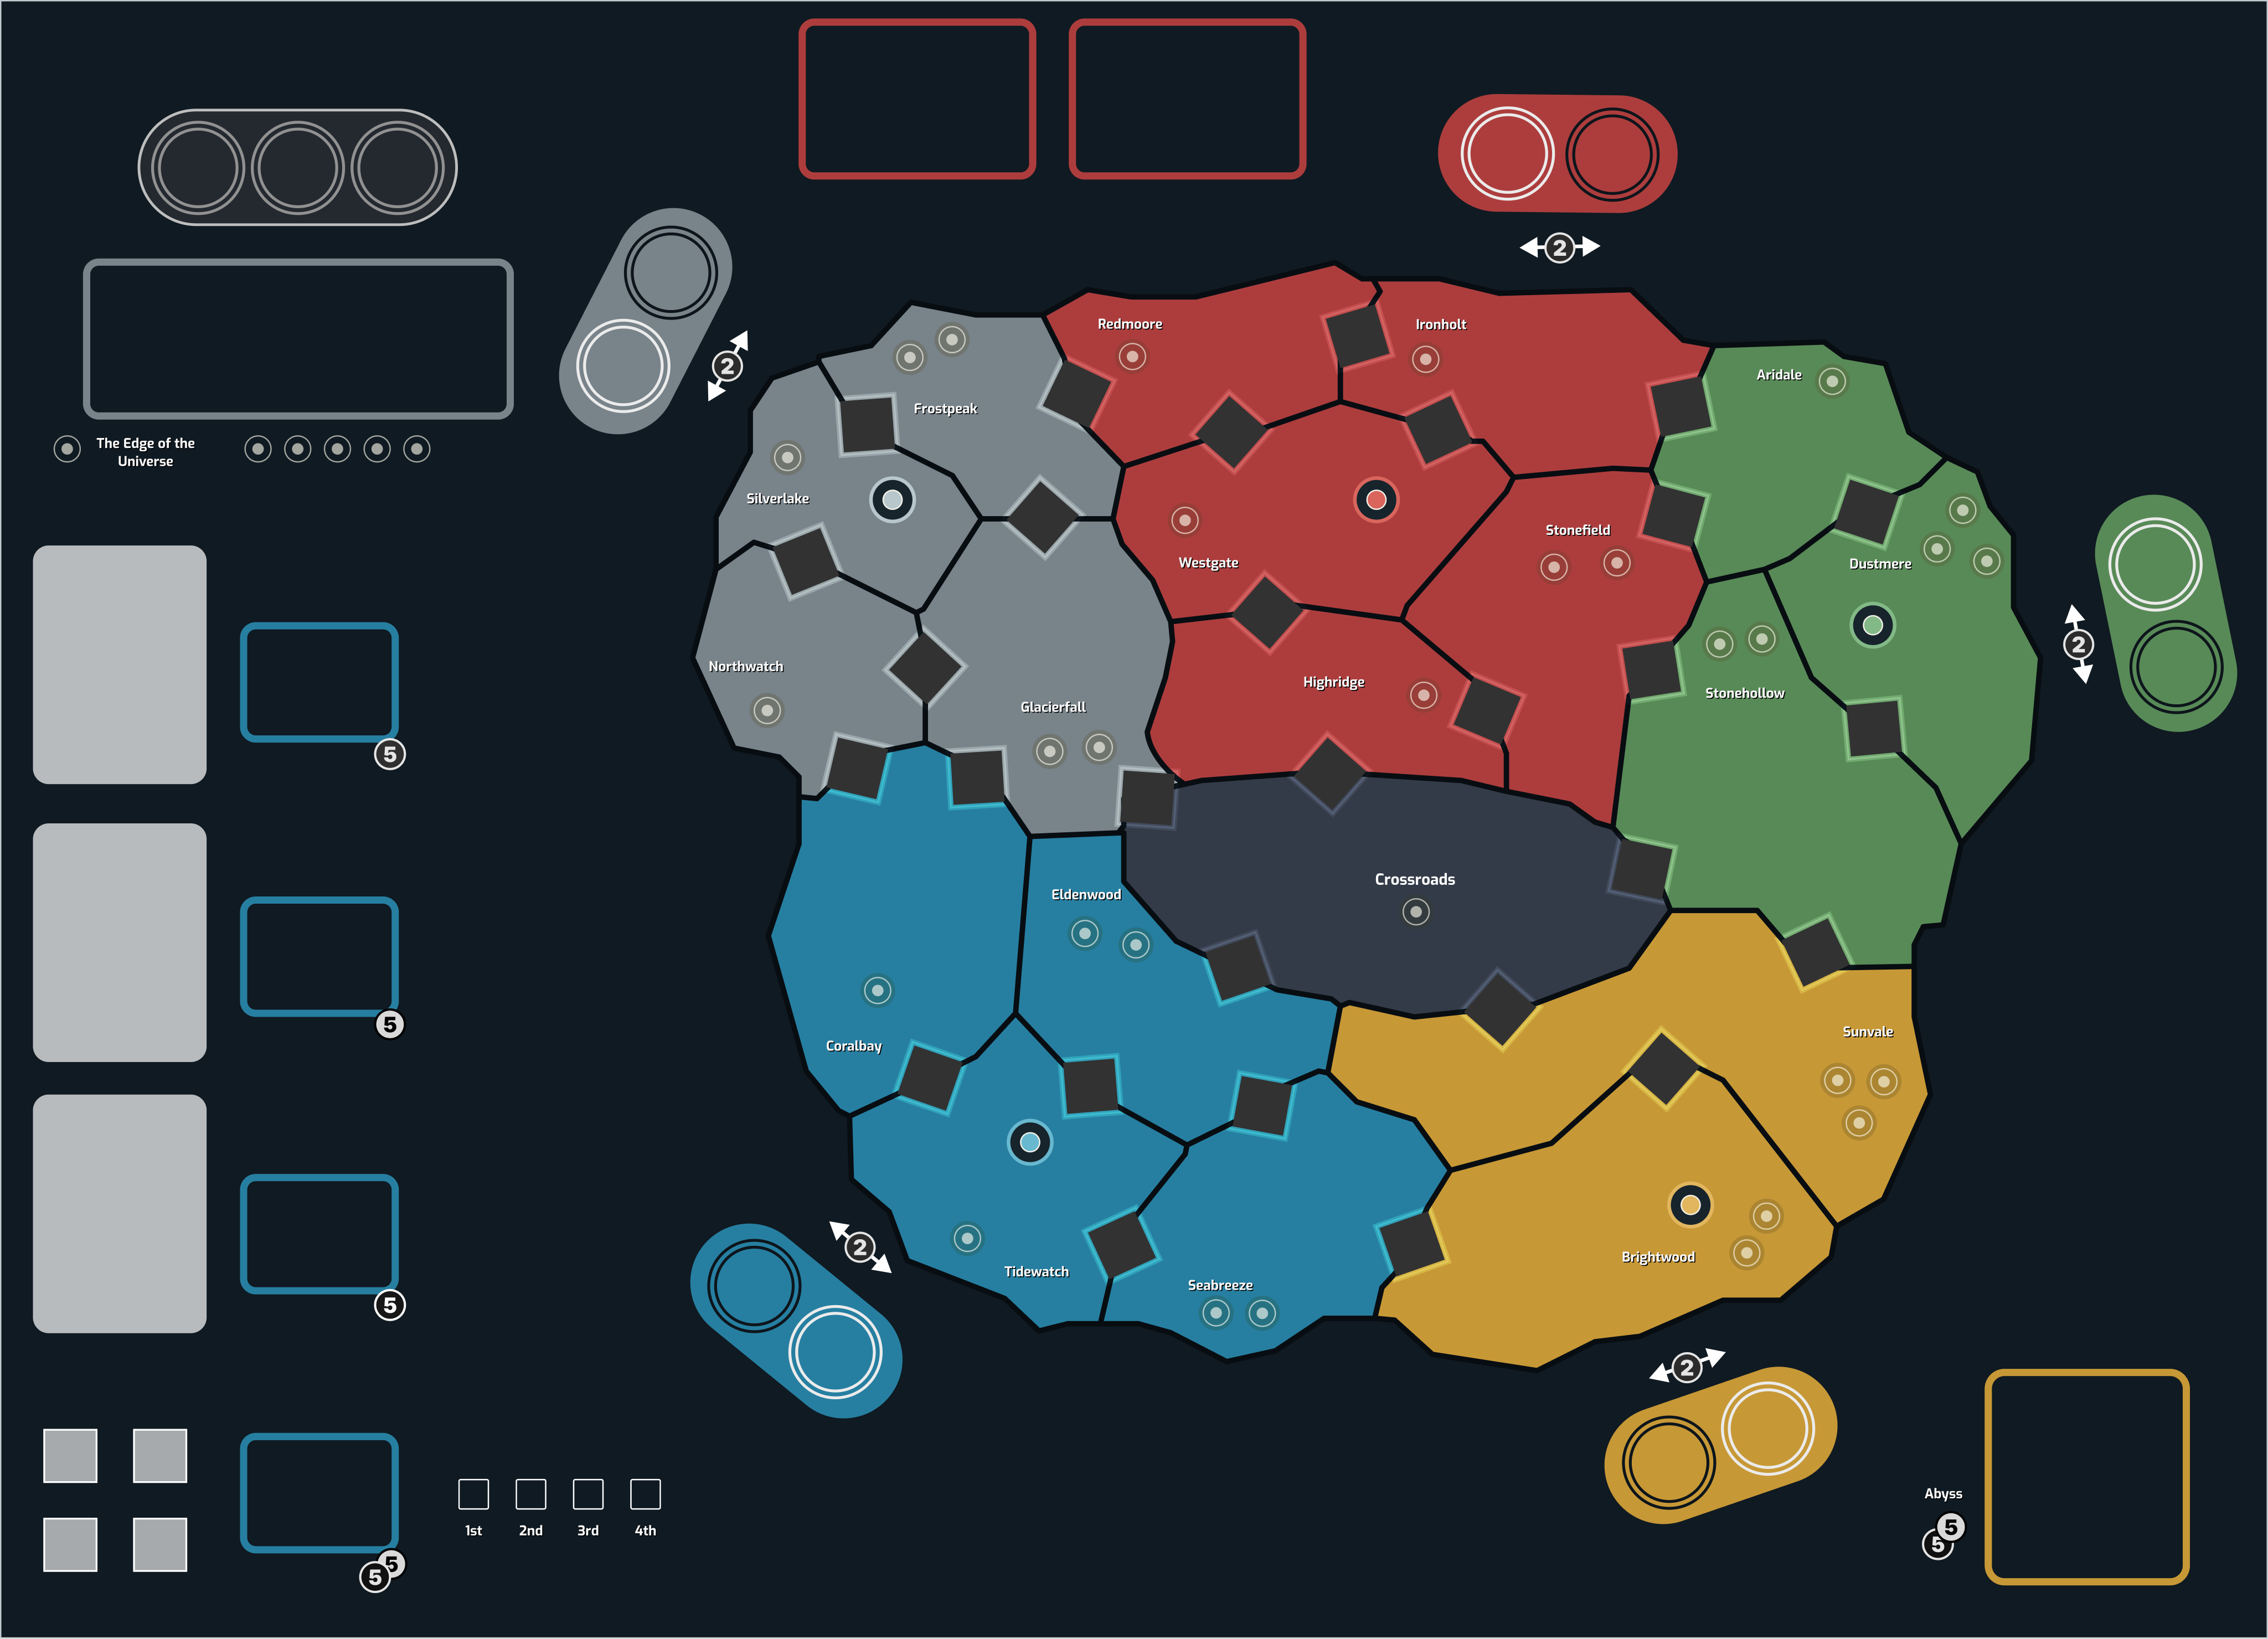 2
Redmoore
Ironholt
2
Aridale
Frostpeak
The Edge of the
Universe
Silverlake
Stonefield
Westgate
Dustmere
2
Northwatch
Highridge
Stonehollow
Glacierfall
5
Crossroads
Eldenwood
5
Sunvale
Coralbay
2
Brightwood
Tidewatch
Seabreeze
5
2
Abyss
5
5
1st
2nd
3rd
4th
5
5